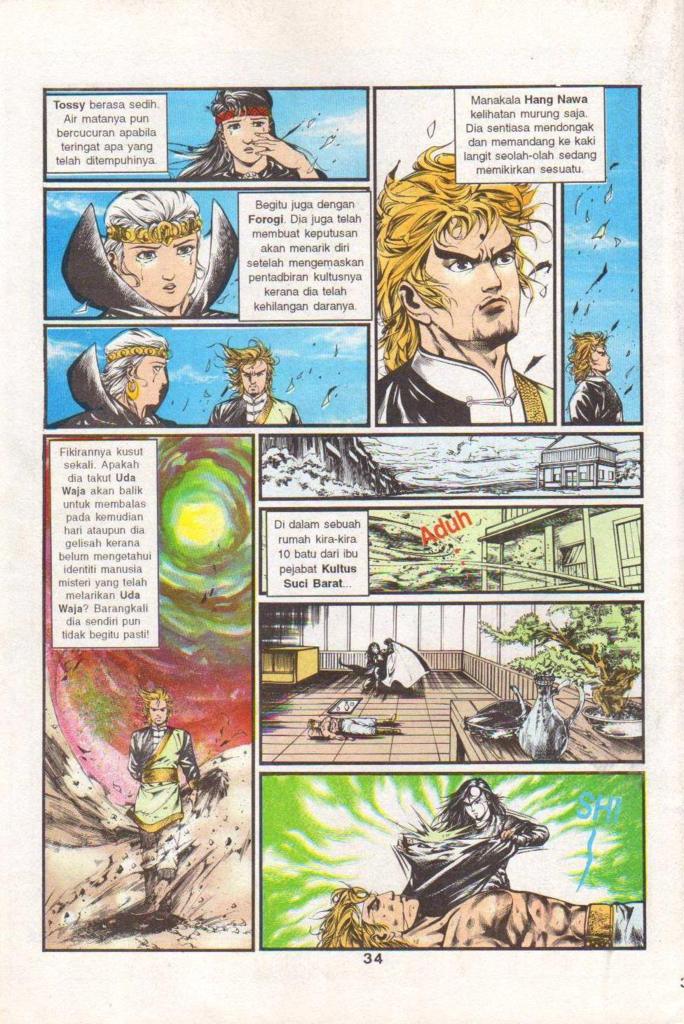 Tossy berasa sedih.
Air matanya pun
bercucuran apabila
teringat apa yang
telah ditempuhinya.
Manakala Hang Nawa
kelihatan murung saja.
Dia sentiasa mendongak
dan memandang ke kaki
langit seolah-olah sedang
memikirkan sesuatu.
Begitu juga dengan
Forogi. Dia juga telah
membuat keputusan
akan menarik diri
setelah mengemaskan
pentadbiran kultusnya
kerana dia telah
kehilangan daranya.
Fikirannya kusut
sekali. Apakah
dia takut Uda
Waja akan balik
untuk membalas
pada kemudian
hari ataupun dia
gelisah kerana
belum mengetahui
identiti manusia
misteri yang telah
melarikan Uda
Waja? Barangkali
dia sendiri pun
tidak begitu pasti!
Aduh
Di dalam sebuah
rumah kira-kira
10 batu dari ibu
pejabat Kultus
Suci Barat...
SHI
34